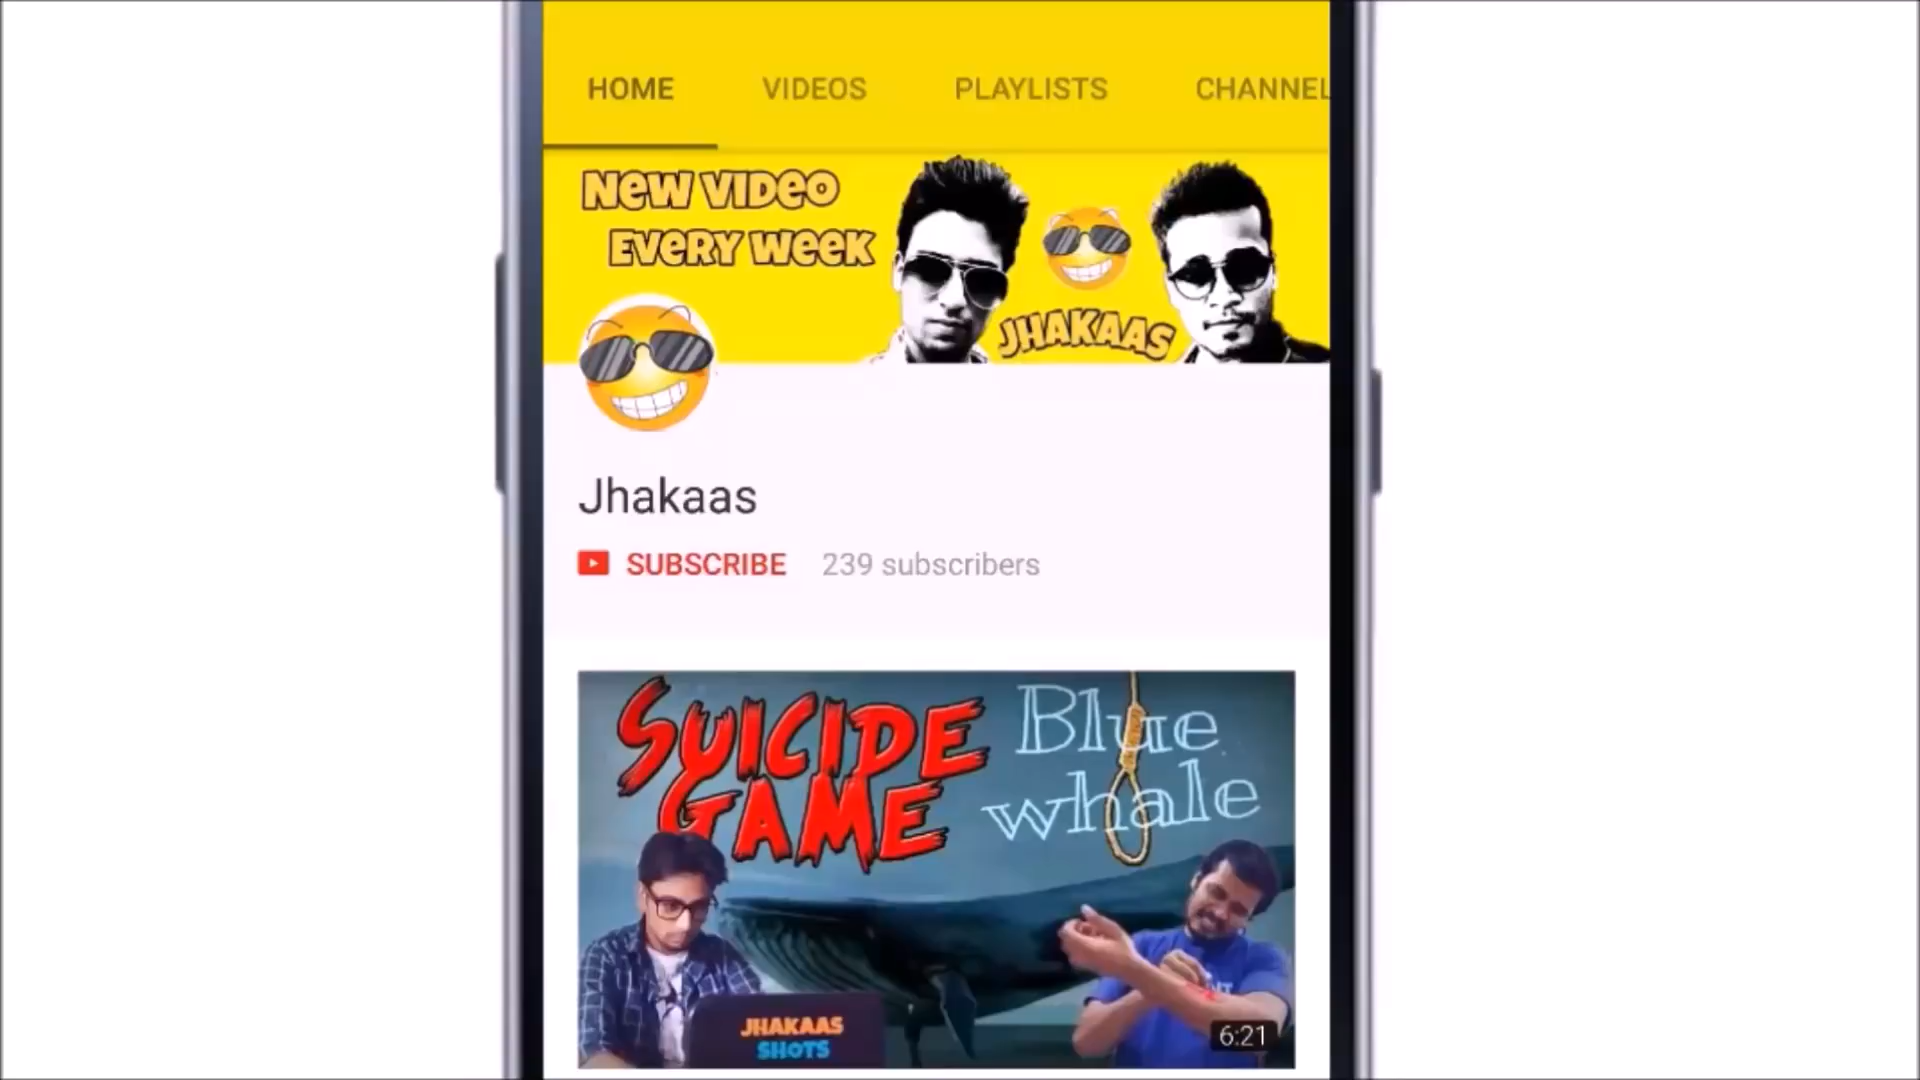 HOME VIDEOS PLAYLISTS CHANNEL
NEW VIDEO
EVERY WEEK
JHAKAAS
Jhakaas
SUBSCRIBE 239 subscribers
SUICIDE
GAME
Blue
whale
JHAKAAS
SHOTS
6:21